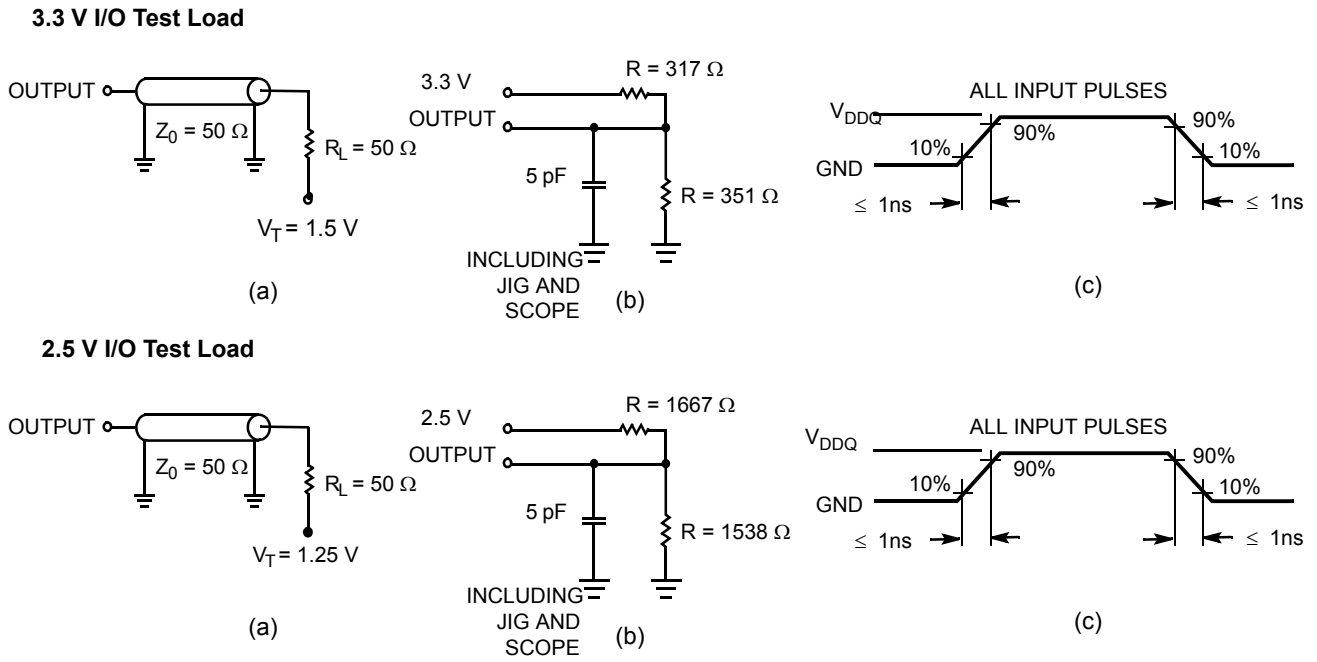 3.3 V I/O Test Load
OUTPUT
Z0 = 50 Ω
RL = 50 Ω
VT = 1.5 V
(a)
3.3 V
OUTPUT
R = 317 Ω
5 pF
R = 351 Ω
INCLUDING
JIG AND
SCOPE
(b)
ALL INPUT PULSES
VDDQ
GND
10%
90%
90%
10%
≤ 1ns
≤ 1ns
(c)
2.5 V I/O Test Load
OUTPUT
Z0 = 50 Ω
RL = 50 Ω
VT = 1.25 V
(a)
2.5 V
OUTPUT
R = 1667 Ω
5 pF
R = 1538 Ω
INCLUDING
JIG AND
SCOPE
(b)
ALL INPUT PULSES
VDDQ
GND
10%
90%
90%
10%
≤ 1ns
≤ 1ns
(c)